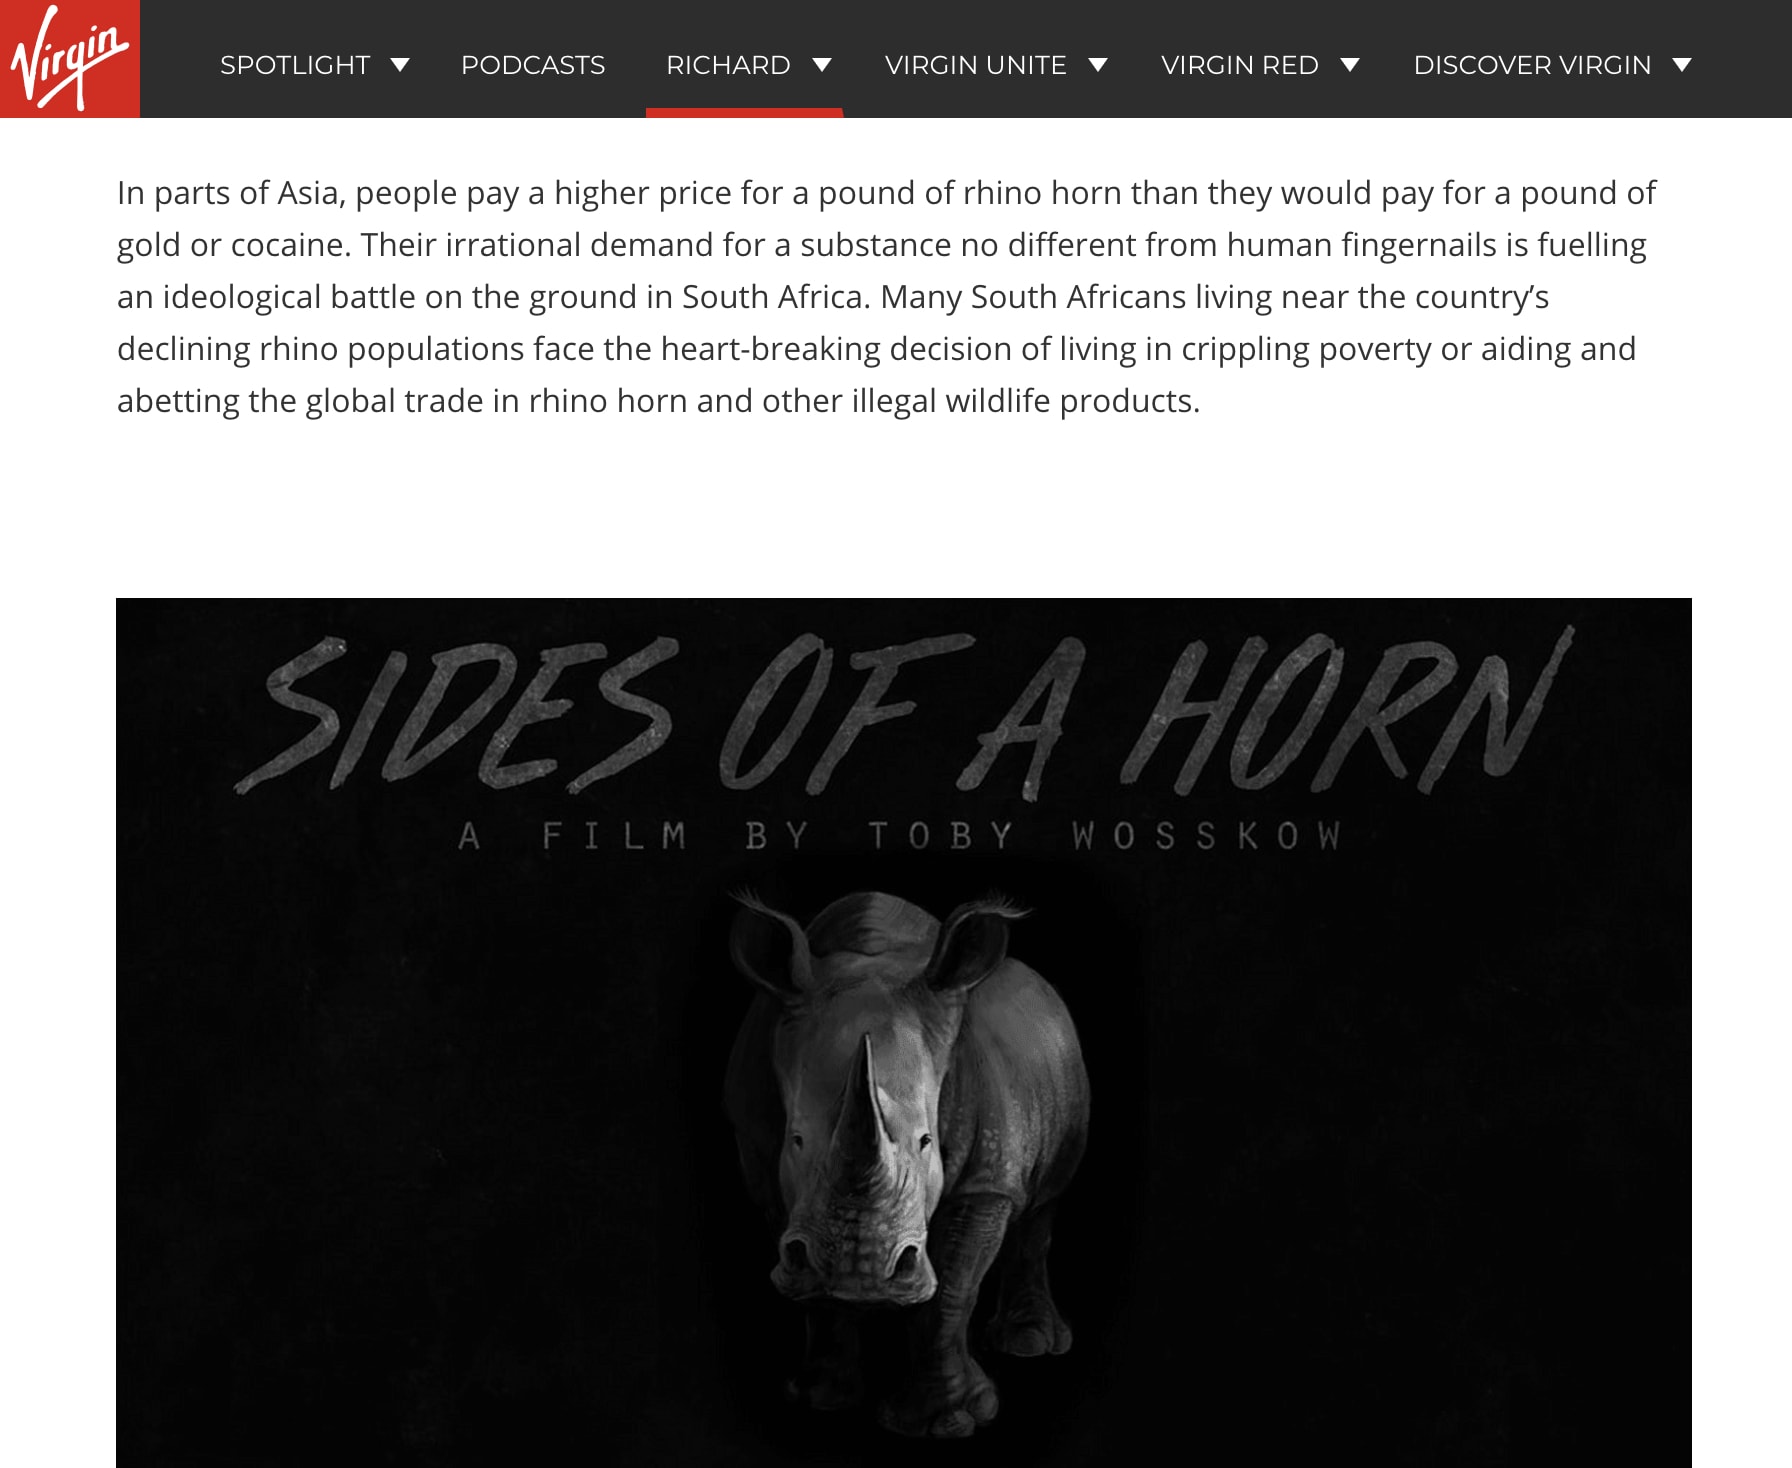 Virgin
SPOTLIGHT PODCASTS RICHARD VIRGIN UNITE VIRGIN RED DISCOVER VIRGIN
In parts of Asia, people pay a higher price for a pound of rhino horn than they would pay for a pound of
gold or cocaine. Their irrational demand for a substance no different from human fingernails is fuelling
an ideological battle on the ground in South Africa. Many South Africans living near the country’s
declining rhino populations face the heart-breaking decision of living in crippling poverty or aiding and
abetting the global trade in rhino horn and other illegal wildlife products.
SIDES OF A HORN
A FILM BY TOBY WOSSKOW